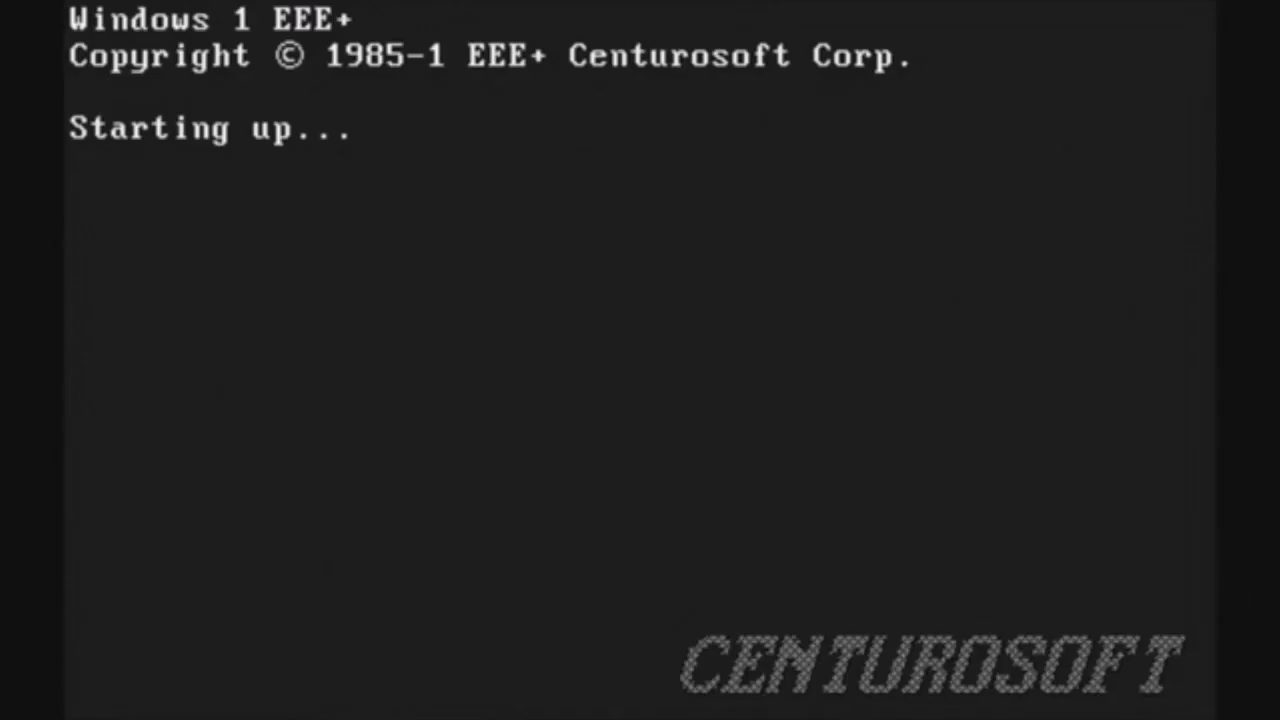 Windows 1 EEE+
Copyright © 1985-1 EEE+ Centurosoft Corp.
Starting up...
CENTUROSOFT